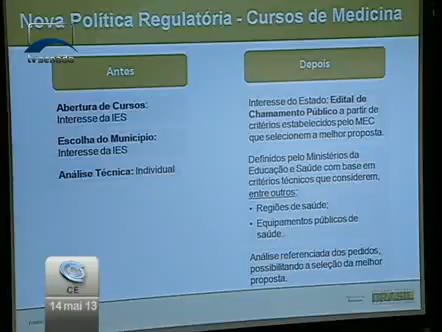 Nova Política Regulatória - Cursos de Medicina
tv senado
Antes
Abertura de Cursos:
Interesse da IES
Escolha do Município:
Interesse da IES
Análise Técnica: Individual
Depois
Interesse do Estado: Edital de
Chamamento Público a partir de
critérios estabelecidos pelo MEC
que selecionem a melhor proposta.
Definidos pelo Ministérios da
Educação e Saúde com base em
critérios técnicos que considerem,
entre outros:
• Regiões de saúde;
• Equipamentos públicos de
saúde.
Análise referenciada dos pedidos,
possibilitando a seleção da melhor
proposta.
CE
14 mai 13
BRASIL